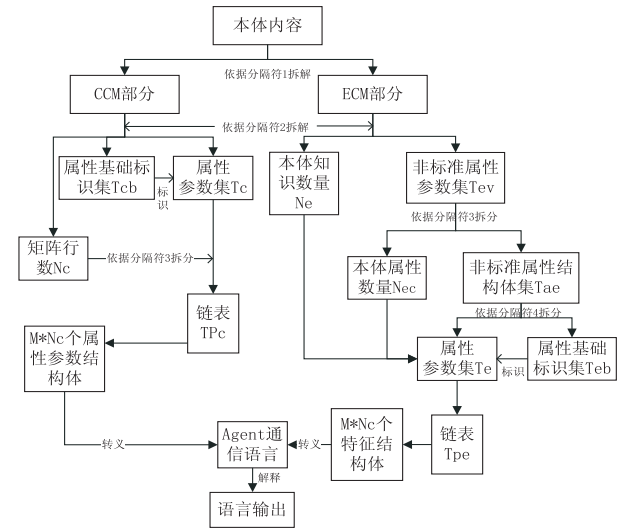 本体内容
依据分隔符1拆解
CCM部分
ECM部分
依据分隔符2拆解
属性基础标
识集Tcb
标
识
属性
参数集Tc
本体知
识数量
Ne
非标准属性
参数集Tev
依据分隔符3拆分
矩阵行
数Nc
依据分隔符3拆分
本体属性
数量Nec
非标准属性结
构体集Tae
依据分隔符4拆分
链表
TPc
M*Nc个属
性参数结
构体
属性
参数集Te
标识
属性基础
标识集Teb
转义
Agent通
信语言
转义
M*Nc个
特征结
构体
链表
Tpe
解释
语言输出